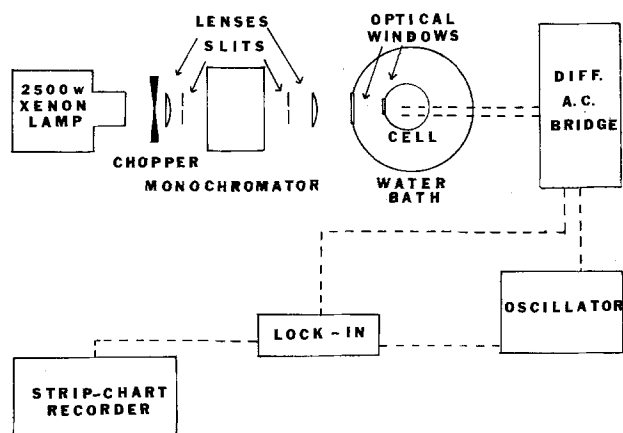 LENSES
SLITS
OPTICAL
WINDOWS
2500 W
XENON
LAMP
DIFF.
A.C.
BRIDGE
CHOPPER
CELL
MONOCHROMATOR
WATER
BATH
OSCILLATOR
LOCK-IN
STRIP-CHART
RECORDER